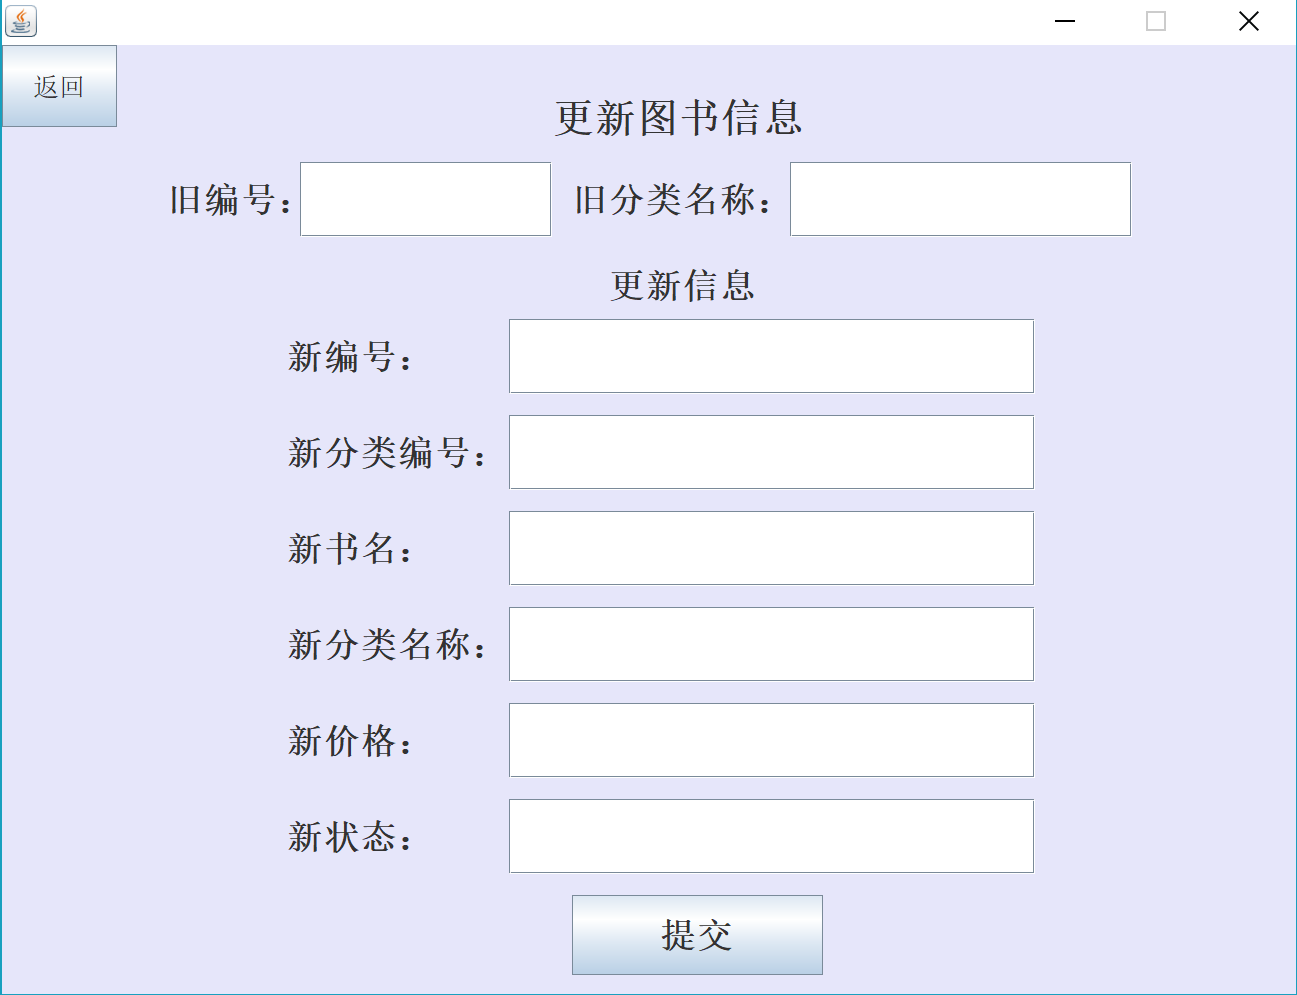 返回
更新图书信息
旧编号： 旧分类名称：
更新信息
新编号：
新分类编号：
新书名：
新分类名称：
新价格：
新状态：
提交